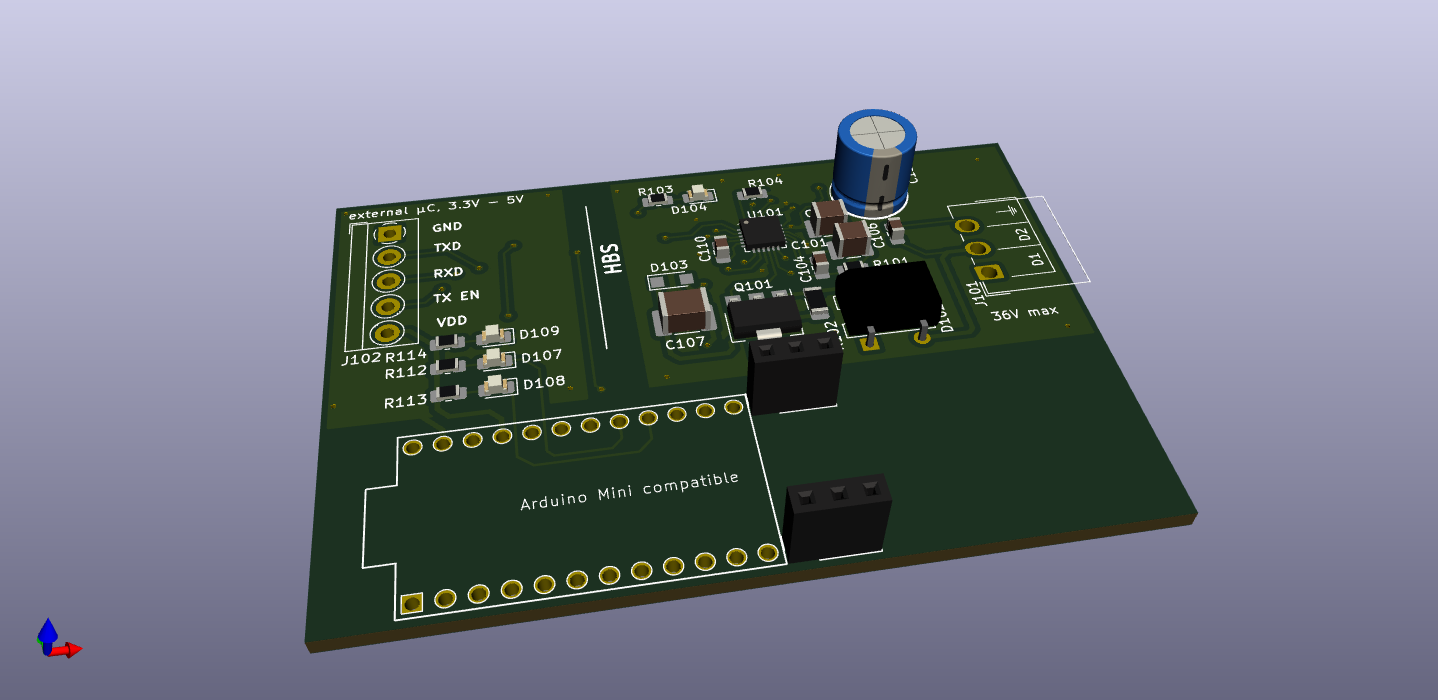 external µC, 3.3V – 5V
GND
TXD
RXD
TX EN
VDD
J102
R114
R112
R113
D109
D107
D108
HBS
R103
D104
R104
U101
C110
C101
C106
C104
R101
D103
Q101
C107
D2
D1
J101
36V max
Arduino Mini compatible